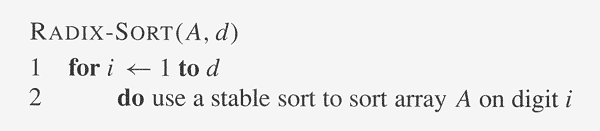 RADIX-SORT(A, d)
1 for i ← 1 to d
2 do use a stable sort to sort array A on digit i